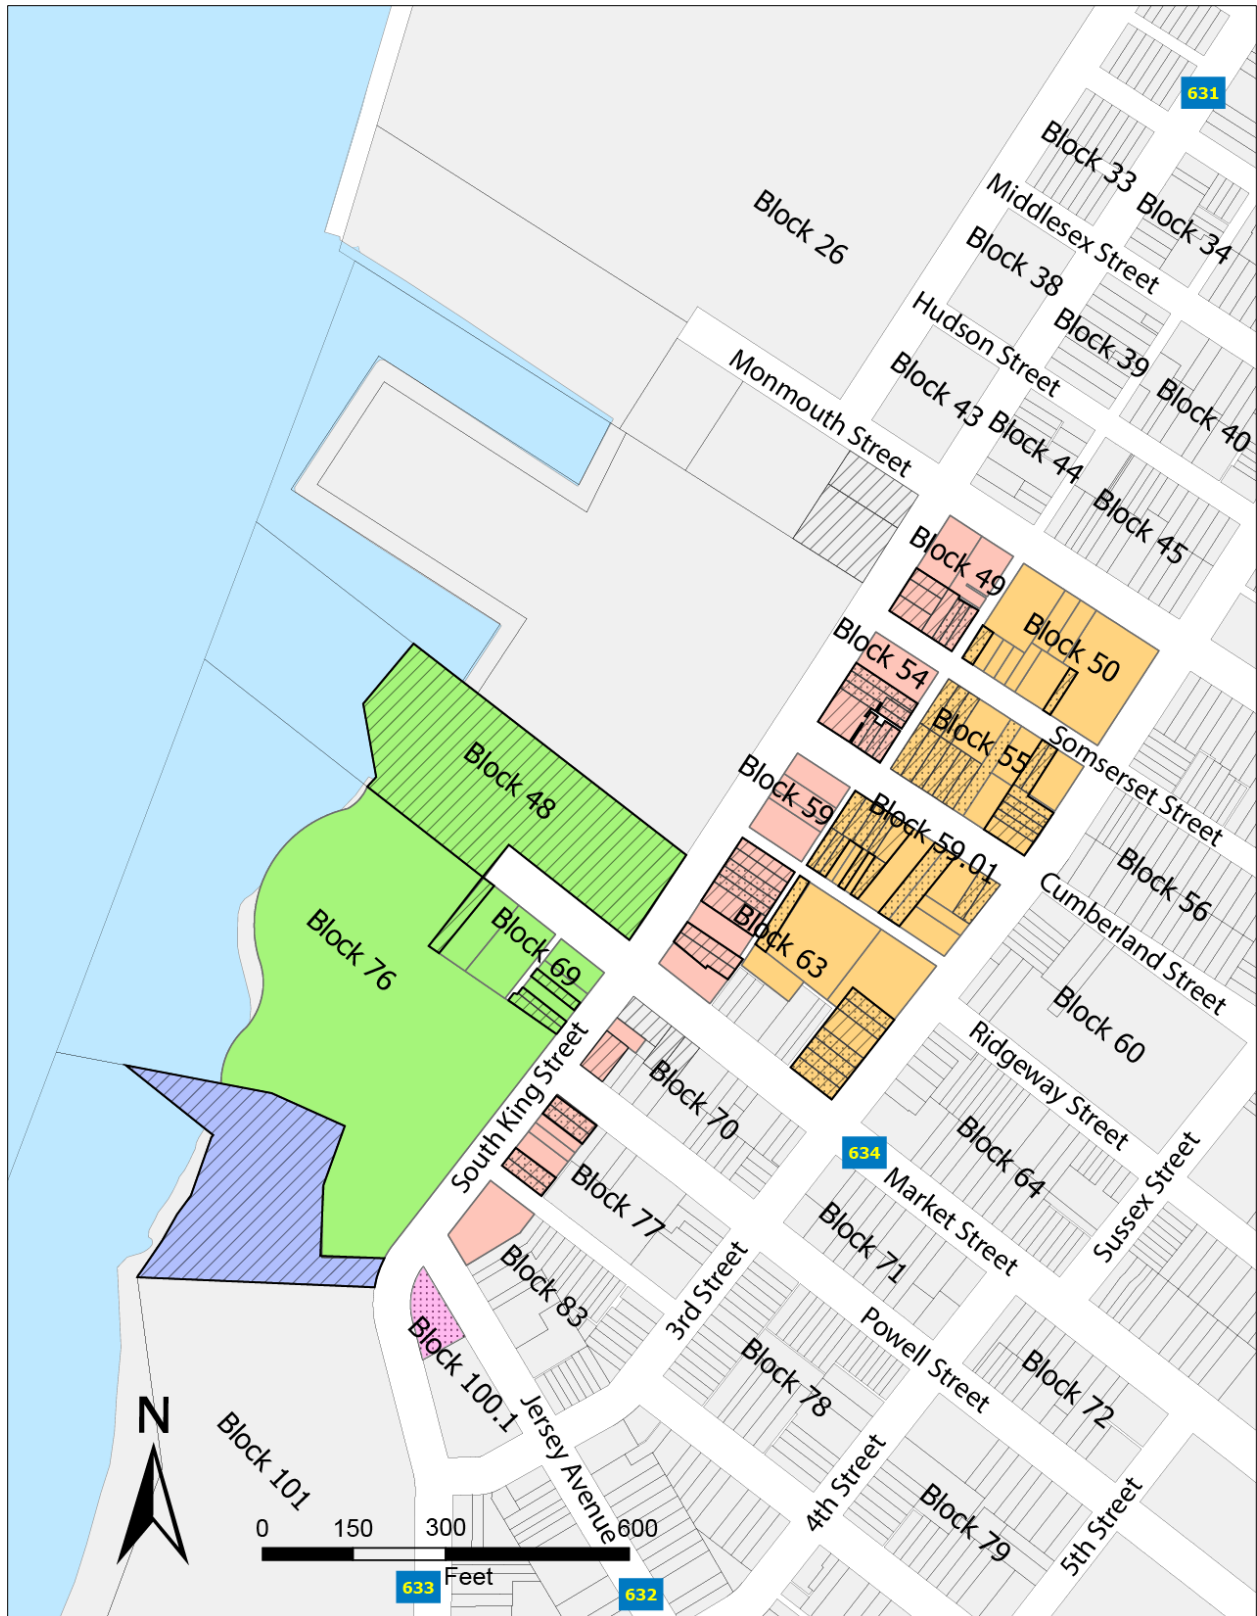 631
Block 33
Middlesex Street
Block 34
Block 26
Block 38
Hudson Street
Block 39
Monmouth Street
Block 43
Block 40
Block 44
Block 45
Block 49
Block 50
Block 54
Block 55
Somserset Street
Block 48
Block 59
Block 59.01
Block 56
Cumberland Street
Block 76
Block 69
Block 63
Block 60
Ridgeway Street
South King Street
Block 70
634
Block 64
Market Street
Sussex Street
Block 77
Block 71
Block 83
3rd Street
Powell Street
Block 100.1
Block 78
Block 72
N
Jersey Avenue
Block 101
4th Street
Block 79
5th Street
0 150 300 600
Feet
633
632